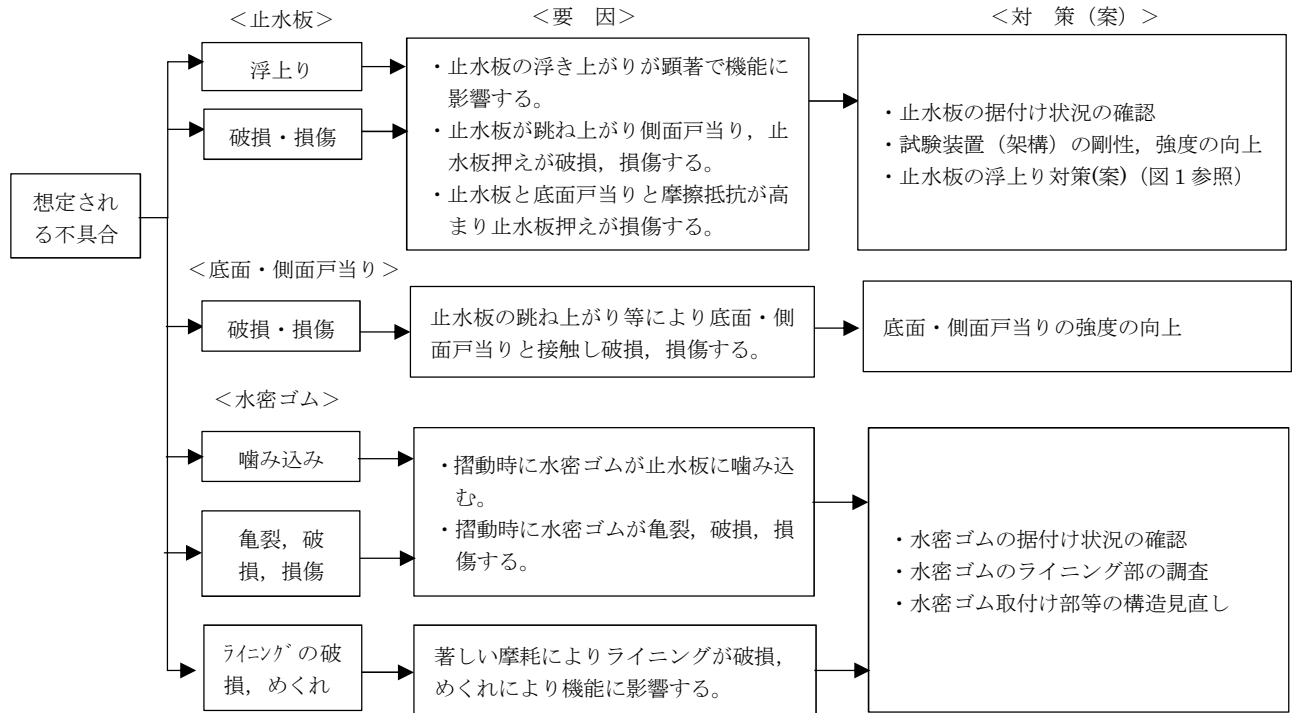 ＜止水板＞
＜要　因＞
＜対　策（案）＞
浮上り
破損・損傷
・止水板の浮き上がりが顕著で機能に
影響する。
・止水板が跳ね上がり側面戸当り，止
水板押えが破損，損傷する。
・止水板と底面戸当りと摩擦抵抗が高
まり止水板押えが損傷する。
・止水板の据付け状況の確認
・試験装置（架構）の剛性，強度の向上
・止水板の浮上り対策(案)（図１参照）
想定され
る不具合
＜底面・側面戸当り＞
破損・損傷
止水板の跳ね上がり等により底面・側
面戸当りと接触し破損，損傷する。
底面・側面戸当りの強度の向上
＜水密ゴム＞
噛み込み
亀裂，破
損，損傷
・摺動時に水密ゴムが止水板に噛み込
む。
・摺動時に水密ゴムが亀裂，破損，損
傷する。
・水密ゴムの据付け状況の確認
・水密ゴムのライニング部の調査
・水密ゴム取付け部等の構造見直し
ﾗｲﾆﾝｸﾞの破
損，めくれ
著しい摩耗によりライニングが破損，
めくれにより機能に影響する。